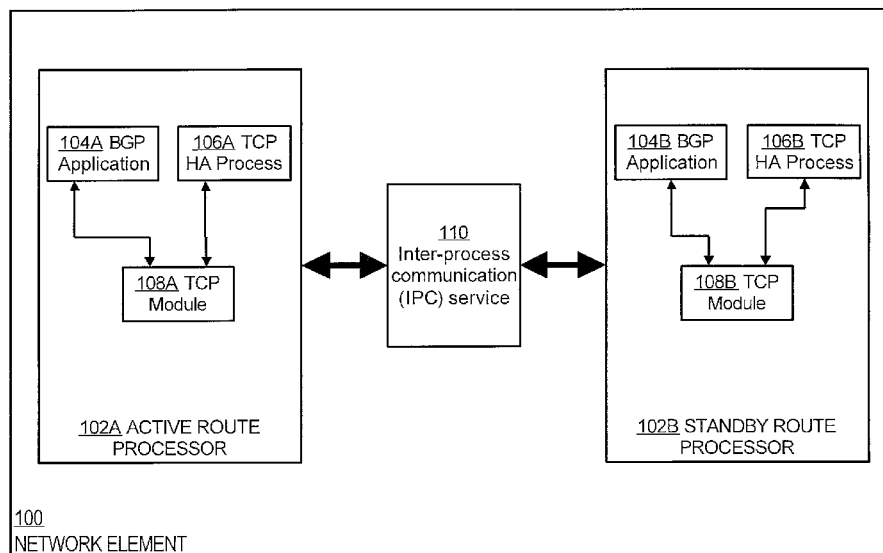 104A BGP
Application
106A TCP
HA Process
108A TCP
Module
102A ACTIVE ROUTE
PROCESSOR
110
Inter-process
communication
(IPC) service
104B BGP
Application
106B TCP
HA Process
108B TCP
Module
102B STANDBY ROUTE
PROCESSOR
100
NETWORK ELEMENT